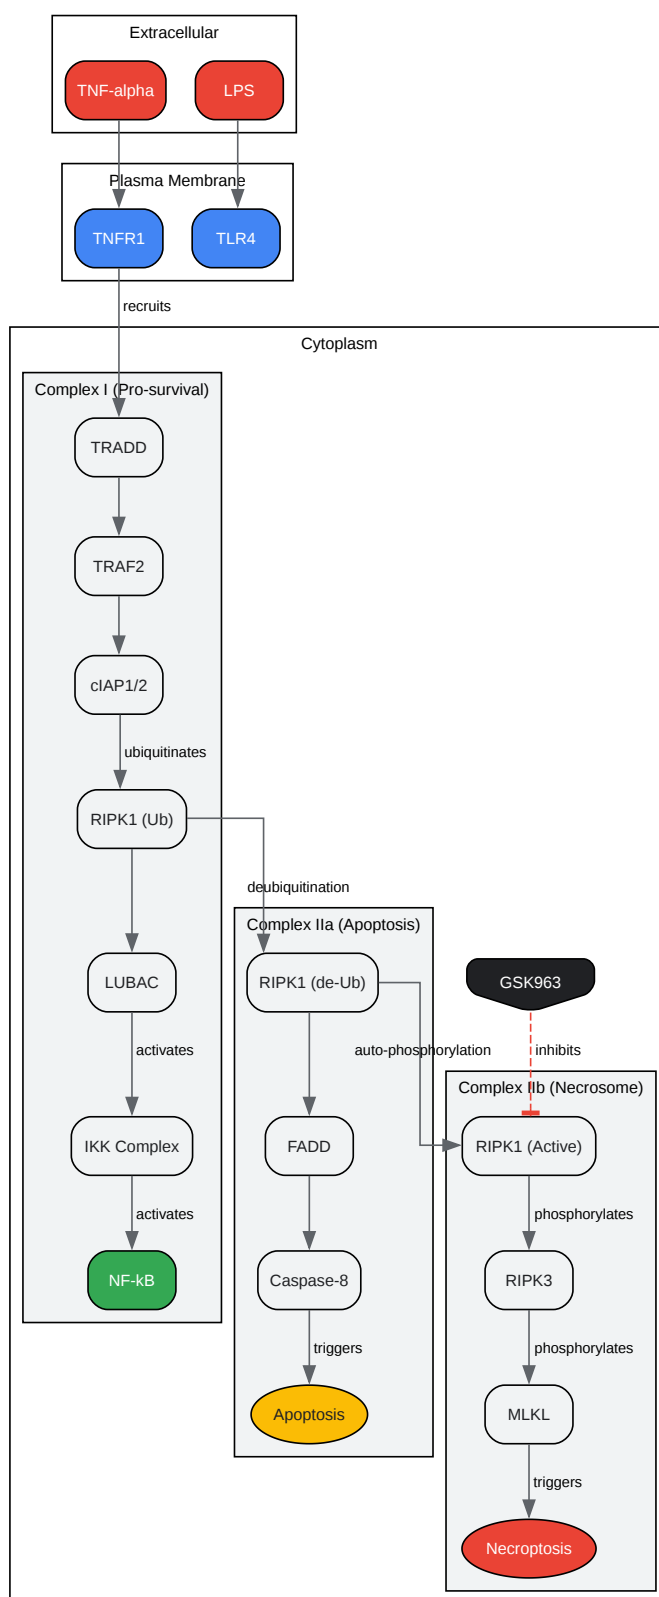 Extracellular
TNF-alpha
LPS
Plasma Membrane
TNFR1
TLR4
recruits
Cytoplasm
Complex I (Pro-survival)
TRADD
TRAF2
cIAP1/2
ubiquitinates
RIPK1 (Ub)
deubiquitination
Complex IIa (Apoptosis)
RIPK1 (de-Ub)
LUBAC
GSK963
activates
auto-phosphorylation
inhibits
Complex IIb (Necrosome)
IKK Complex
FADD
RIPK1 (Active)
activates
phosphorylates
NF-kB
Caspase-8
RIPK3
triggers
phosphorylates
Apoptosis
MLKL
triggers
Necroptosis